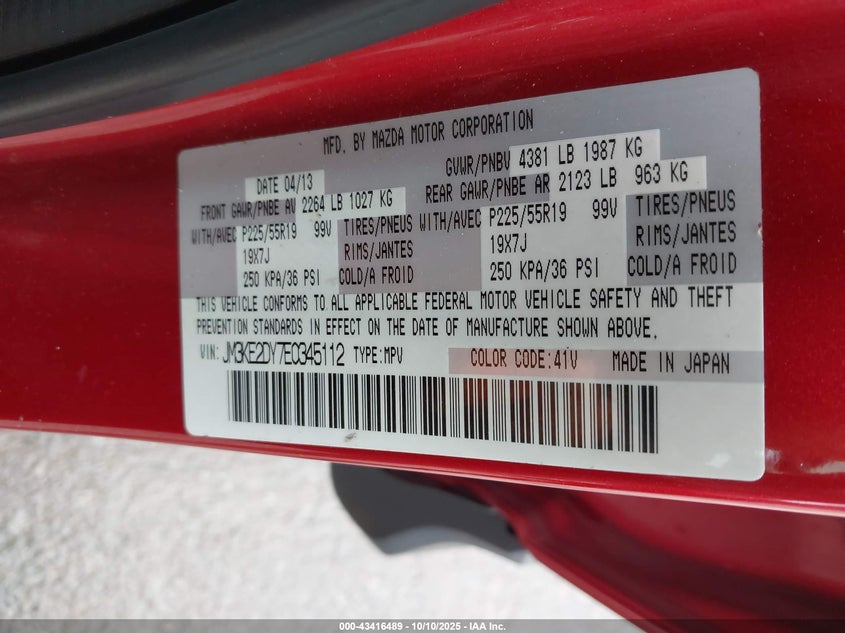 MFD. BY MAZDA MOTOR CORPORATION
DATE 04/13 GVWR/PNBV 4381 LB 1987 KG
FRONT GAWR/PNBE AV 2264 LB 1027 KG REAR GAWR/PNBE AR 2123 LB 963 KG
WITH/AVEC P225/55R19 99V TIRES/PNEUS WITH/AVEC P225/55R19 99V TIRES/PNEUS
19X7J RIMS/JANTES 19X7J RIMS/JANTES
250 KPA/36 PSI COLD/A FROID 250 KPA/36 PSI COLD/A FROID
THIS VEHICLE CONFORMS TO ALL APPLICABLE FEDERAL MOTOR VEHICLE SAFETY AND THEFT
PREVENTION STANDARDS IN EFFECT ON THE DATE OF MANUFACTURE SHOWN ABOVE.
VIN: JM3KE2DY7E0345112 TYPE:MPV COLOR CODE:41V MADE IN JAPAN
000-43416489 - 10/10/2025 - IAA Inc.